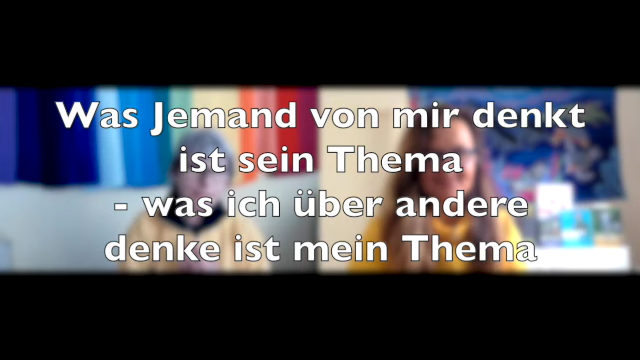 Was Jemand von mir denkt
ist sein Thema
- was ich über andere
denke ist mein Thema